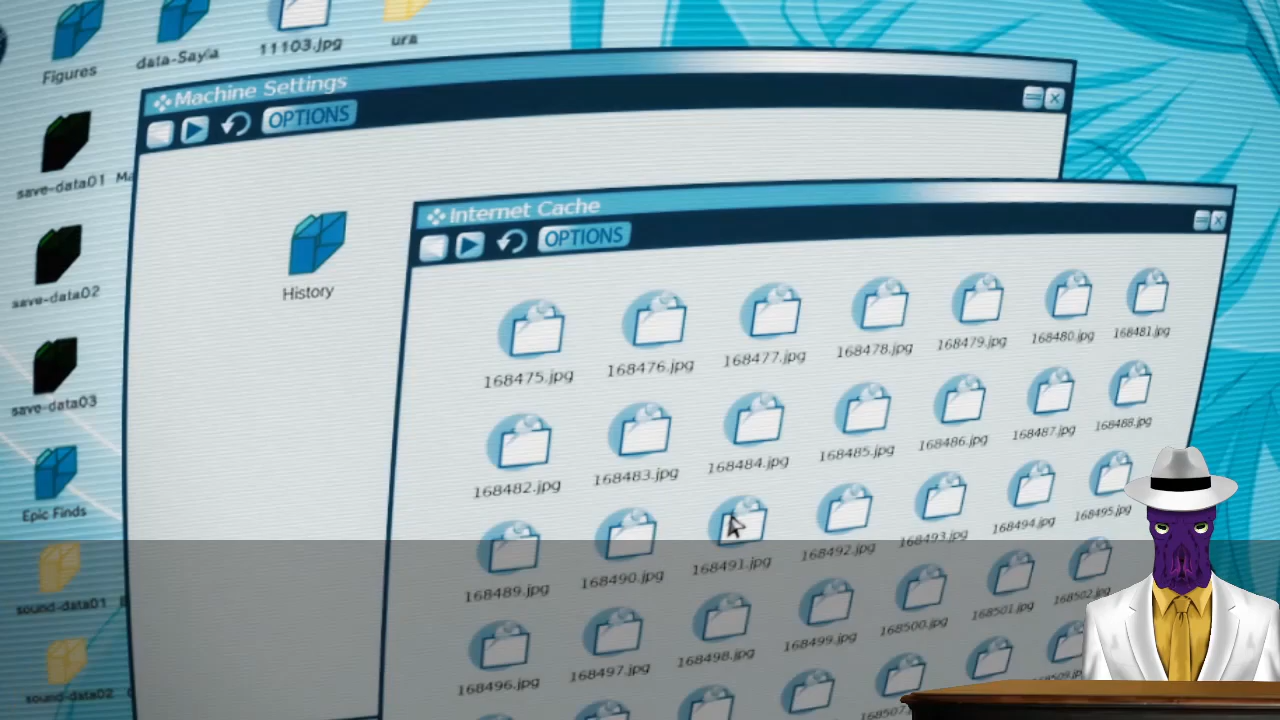 Figures
data-Sayla
11103.jpg
ura
Machine Settings
OPTIONS
save-data01
save-data02
save-data03
Epic Finds
sound-data01
sound-data02
History
Internet Cache
OPTIONS
168475.jpg 168476.jpg 168477.jpg 168478.jpg 168479.jpg 168480.jpg 168481.jpg
168482.jpg 168483.jpg 168484.jpg 168485.jpg 168486.jpg 168487.jpg 168488.jpg
168489.jpg 168490.jpg 168491.jpg 168492.jpg 168493.jpg 168494.jpg 168495.jpg
168496.jpg 168497.jpg 168498.jpg 168499.jpg 168500.jpg 168501.jpg 168502.jpg